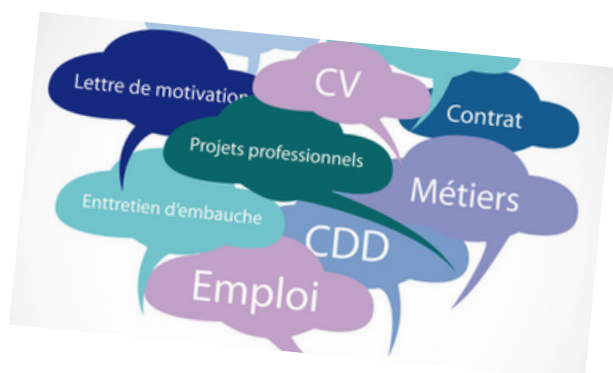 CV
Lettre de motivation
Contrat
Projets professionnels
Métiers
Enttretien d'embauche
CDD
Emploi